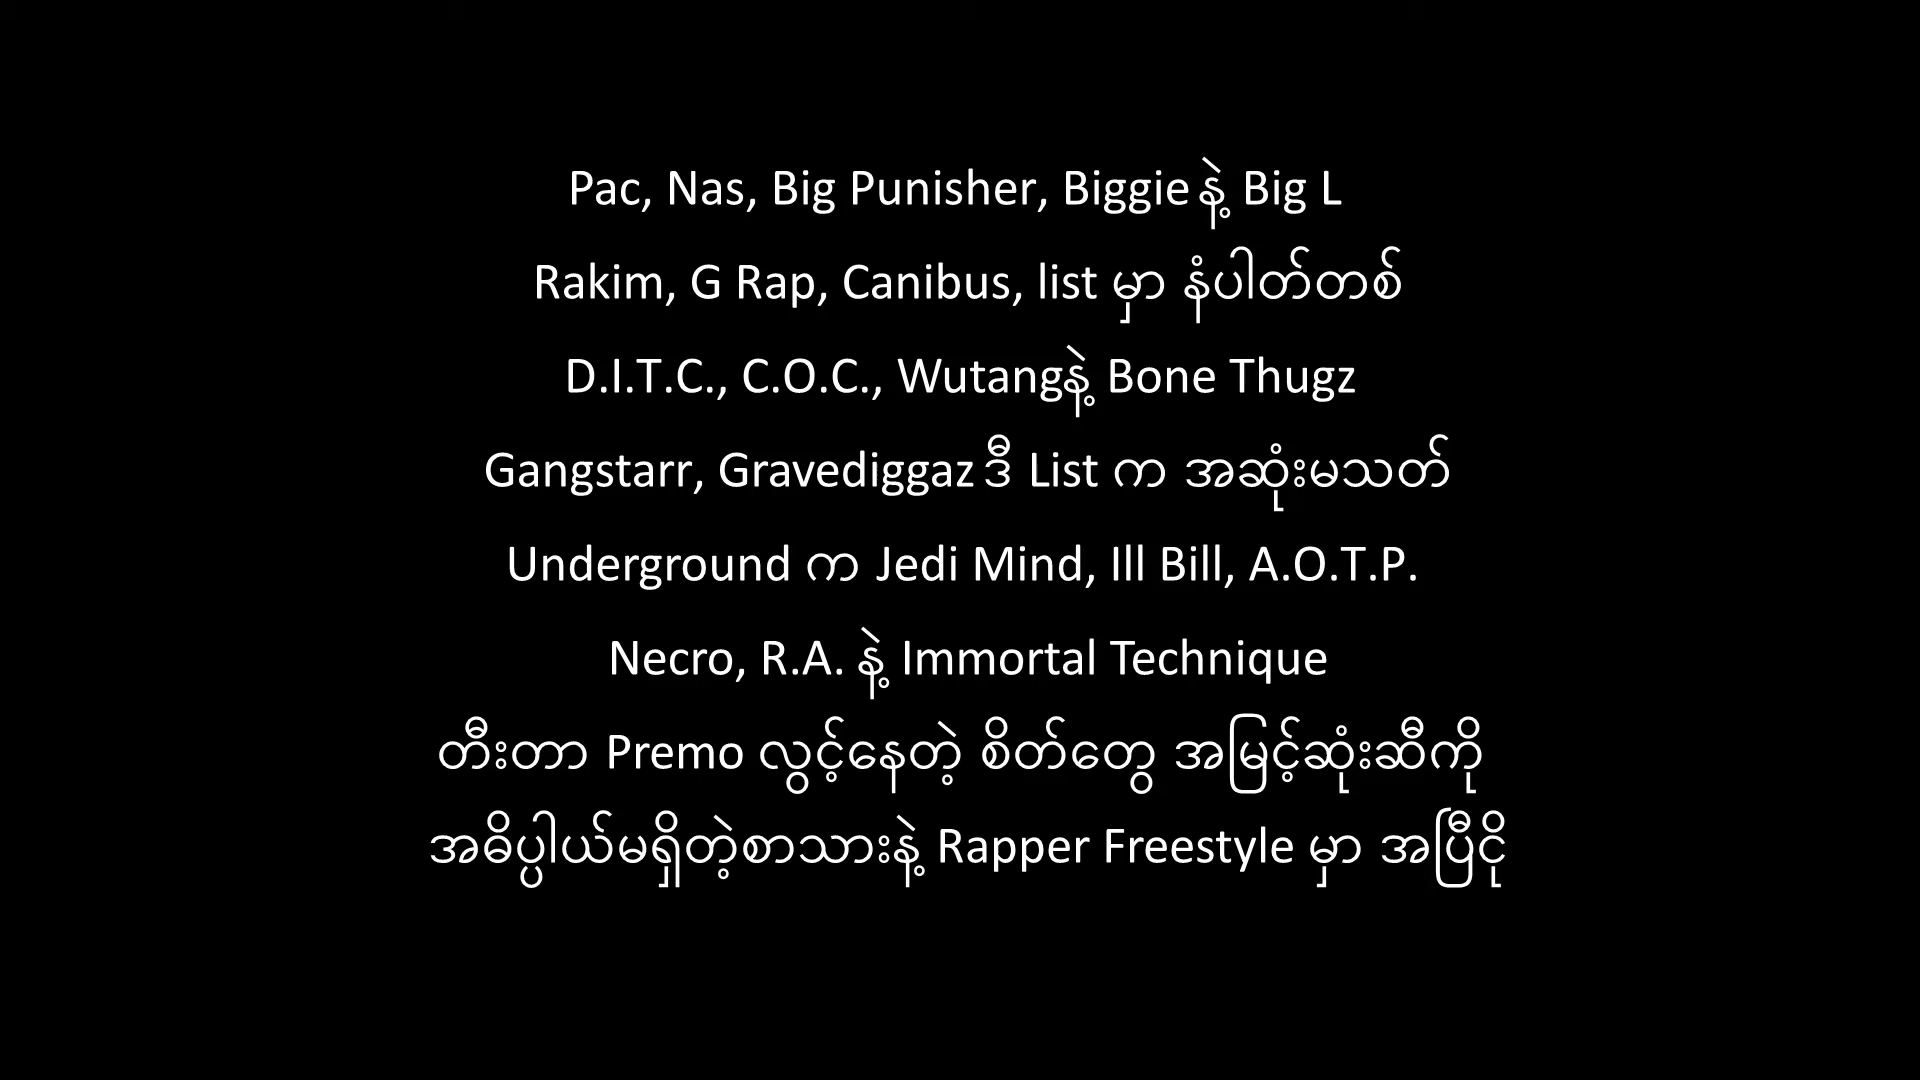 Pac, Nas, Big Punisher, Biggie နဲ့ Big L
Rakim, G Rap, Canibus, list မှာ နံပါတ်တစ်
D.I.T.C., C.O.C., Wutangနဲ့ Bone Thugz
Gangstarr, Gravediggaz ဒီ List က အဆုံးမသတ်
Underground က Jedi Mind, Ill Bill, A.O.T.P.
Necro, R.A. နဲ့ Immortal Technique
တီးတာ Premo လွင့်နေတဲ့ စိတ်တွေ အမြင့်ဆုံးဆီကို
အဓိပ္ပါယ်မရှိတဲ့စာသားနဲ့ Rapper Freestyle မှာ အပြီငို